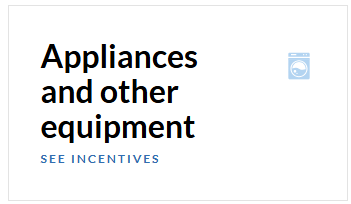 Appliances
and other
equipment
SEE INCENTIVES